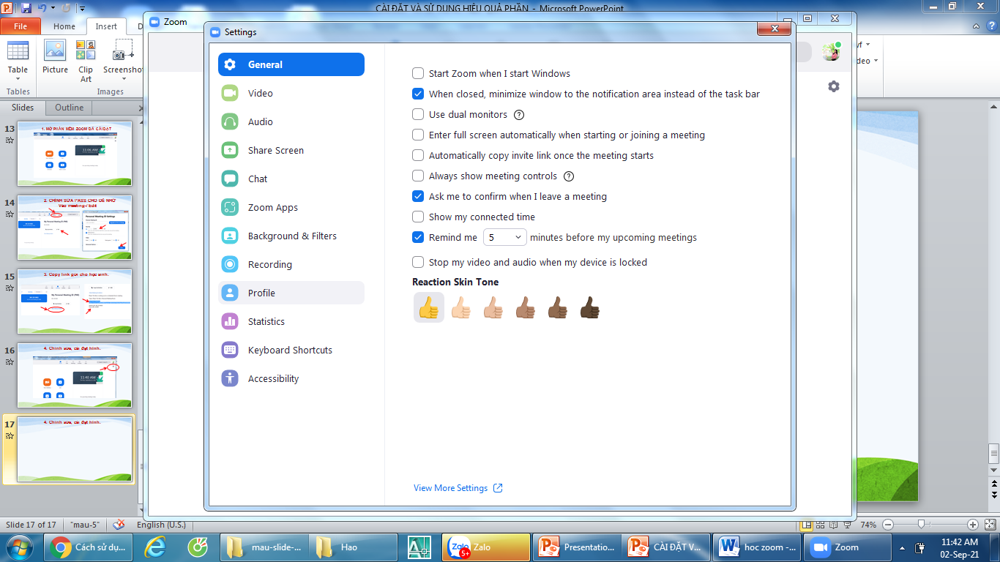 CÀI ĐẶT VÀ SỬ DỤNG HIỆU QUẢ PHẦN - Microsoft PowerPoint
File
Home
Insert
Table
Picture
Clip Art
Screenshot
Tables
Images
Slides
Outline
13
1. MỞ PHẦN MỀM ZOOM ĐÃ CÀI ĐẶT
14
2. CHỈNH SỬA PASS CHO DỄ NHỚ
Vào meeting-/ Edit
15
3. Copy link gửi cho học sinh.
16
4. Chỉnh sửa, cài đặt hình.
17
4. Chỉnh sửa, cài đặt hình.
Zoom
Settings
General
Video
Audio
Share Screen
Chat
Zoom Apps
Background & Filters
Recording
Profile
Statistics
Keyboard Shortcuts
Accessibility
Start Zoom when I start Windows
When closed, minimize window to the notification area instead of the task bar
Use dual monitors
Enter full screen automatically when starting or joining a meeting
Automatically copy invite link once the meeting starts
Always show meeting controls
Ask me to confirm when I leave a meeting
Show my connected time
Remind me 5 minutes before my upcoming meetings
Stop my video and audio when my device is locked
Reaction Skin Tone
View More Settings
Slide 17 of 17
"mau-5"
English (U.S.)
74%
Cách sử dụ...
mau-slide-...
Hao
Zalo
5+
Zalo
Presentatio...
CÀI ĐẶT V...
hoc zoom -...
Zoom
11:42 AM
02-Sep-21